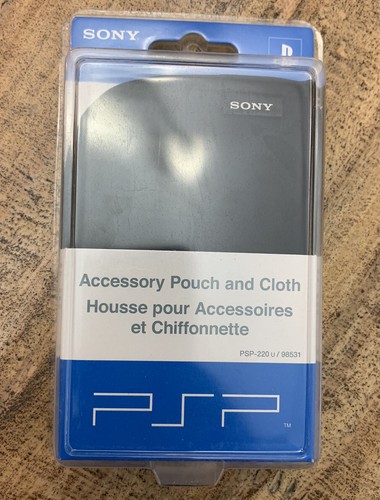 SONY
SONY
Accessory Pouch and Cloth
Housse pour Accessoires
et Chiffonnette
PSP-220 U / 98531
PSP
TM